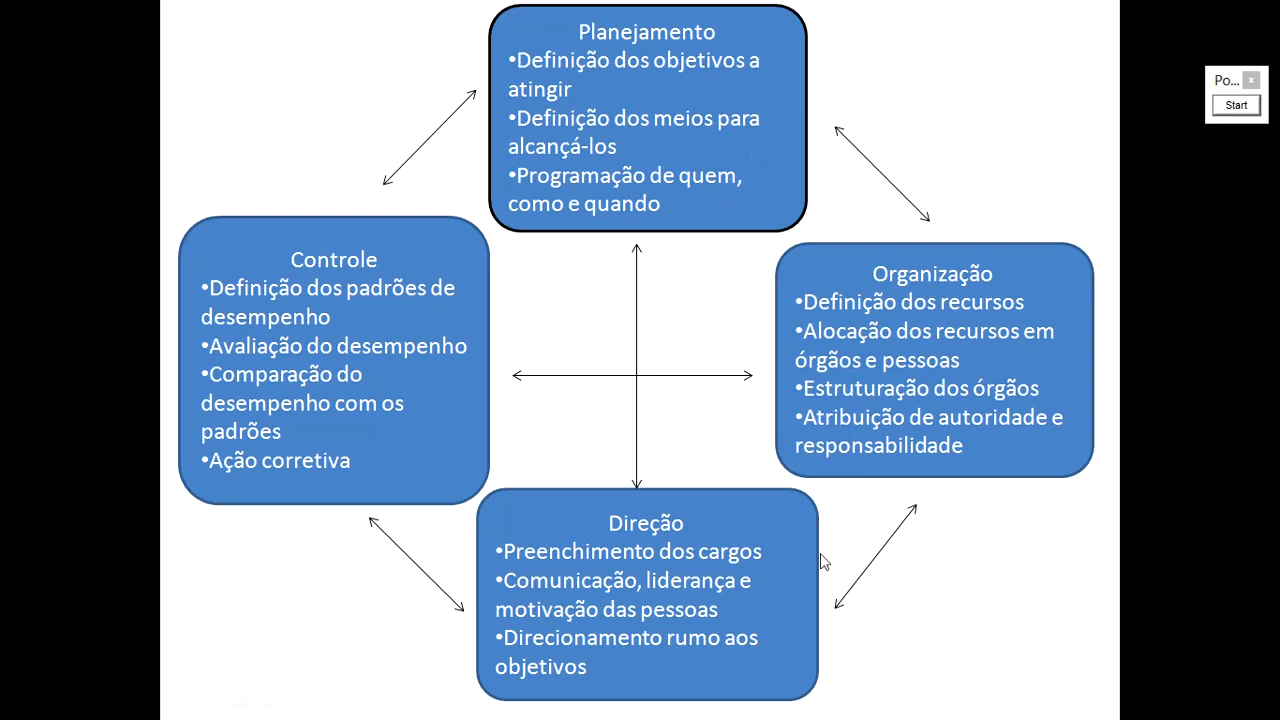 Planejamento
•Definição dos objetivos a
atingir
•Definição dos meios para
alcançá-los
•Programação de quem,
como e quando
Po... x
Start
Controle
•Definição dos padrões de
desempenho
•Avaliação do desempenho
•Comparação do
desempenho com os
padrões
•Ação corretiva
Organização
•Definição dos recursos
•Alocação dos recursos em
órgãos e pessoas
•Estruturação dos órgãos
•Atribuição de autoridade e
responsabilidade
Direção
•Preenchimento dos cargos
•Comunicação, liderança e
motivação das pessoas
•Direcionamento rumo aos
objetivos